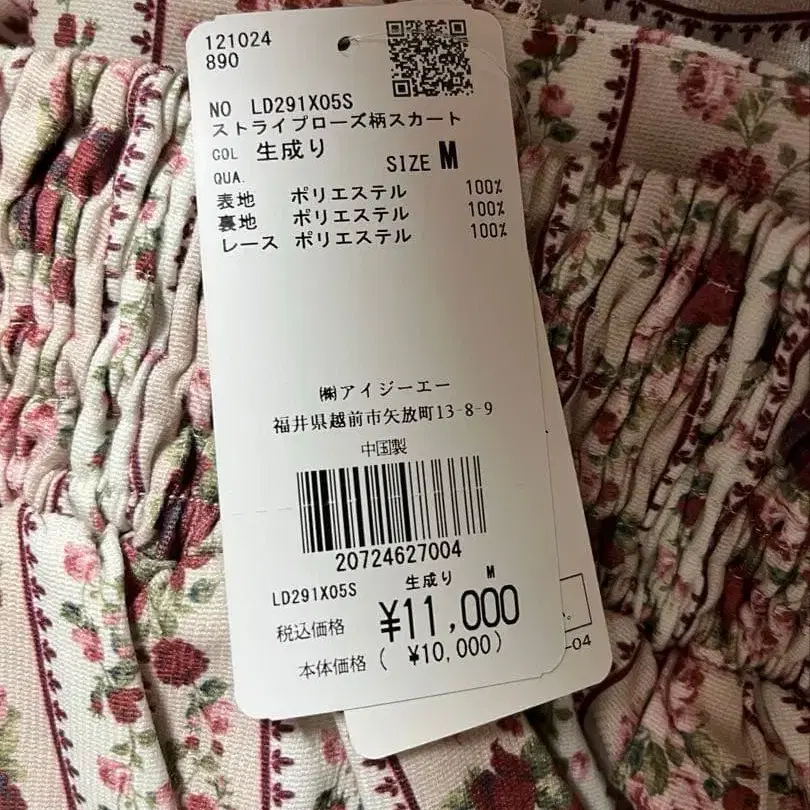 121024
890
NO LD291X05S
ストライプローズ柄スカート
COL 生成り SIZE M
QUA.
表地 ポリエステル 100%
裏地 ポリエステル 100%
レース ポリエステル 100%
㈱アイジーエー
福井県越前市矢放町13-8-9
中国製
20724627004
LD291X05S 生成り M
税込価格 ¥11,000
本体価格( ¥10,000)
-04